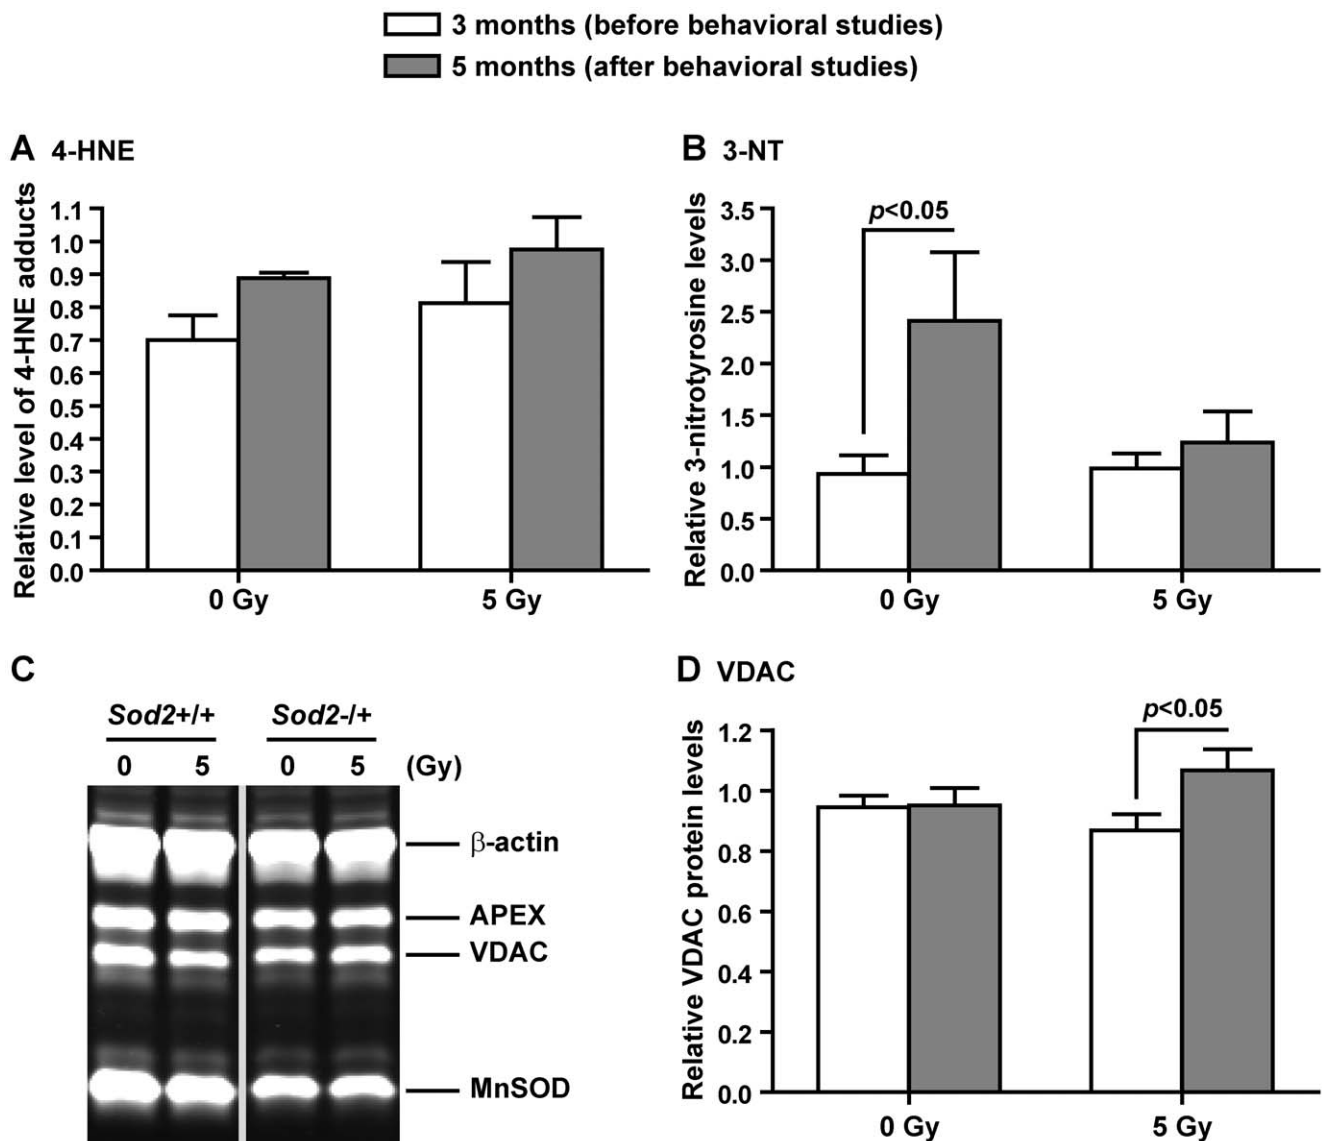 3 months (before behavioral studies)
5 months (after behavioral studies)
A 4-HNE
Relative level of 4-HNE adducts
1.1
1.0
0.9
0.8
0.7
0.6
0.5
0.4
0.3
0.2
0.1
0.0
0 Gy 5 Gy
B 3-NT
Relative 3-nitrotyrosine levels
3.5
3.0
2.5
2.0
1.5
1.0
0.5
0.0
p<0.05
0 Gy 5 Gy
C
Sod2+/+ Sod2-/+
0 5 0 5 (Gy)
β-actin
APEX
VDAC
MnSOD
D VDAC
Relative VDAC protein levels
1.2
1.0
0.8
0.6
0.4
0.2
0.0
p<0.05
0 Gy 5 Gy